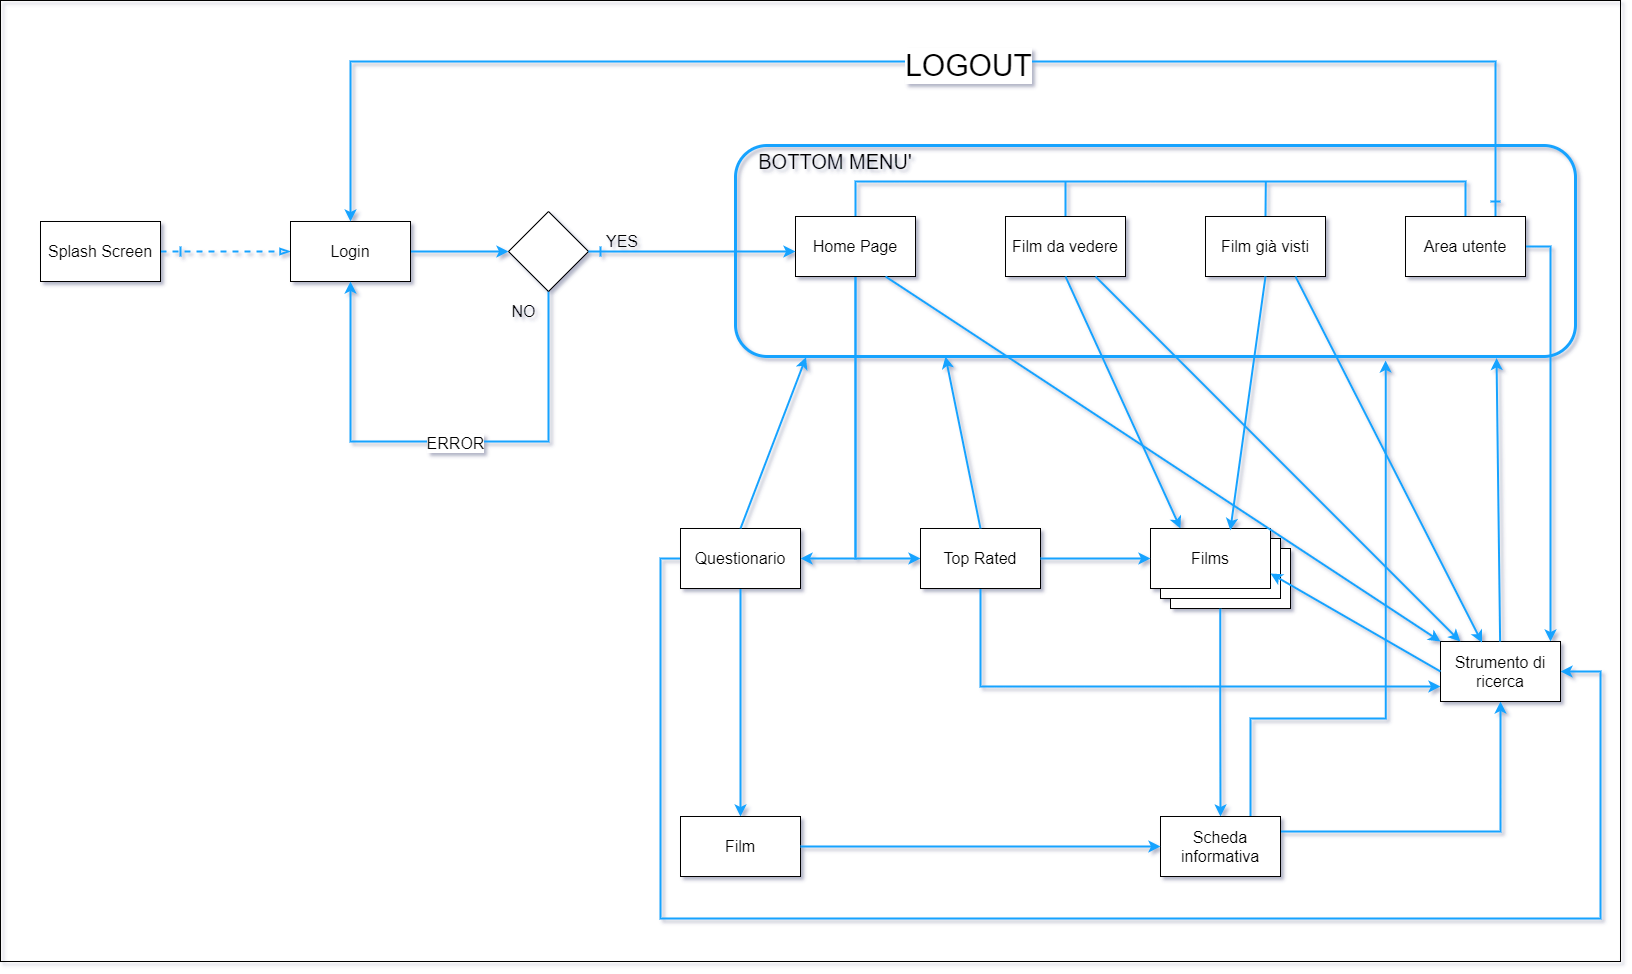 LOGOUT
BOTTOM MENU'
Splash Screen
Login
YES
Home Page
Film da vedere
Film già visti
Area utente
NO
ERROR
Questionario
Top Rated
Films
Strumento di
ricerca
Film
Scheda
informativa